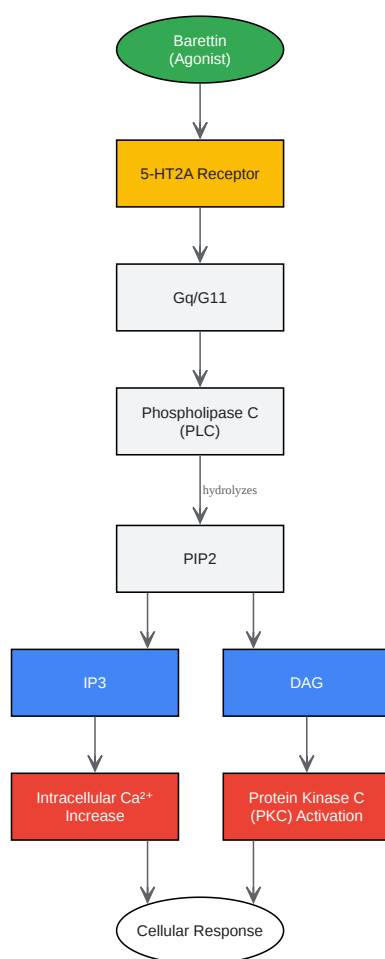 Barettin
(Agonist)
5-HT2A Receptor
Gq/G11
Phospholipase C
(PLC)
hydrolyzes
PIP2
IP3
DAG
Intracellular Ca²⁺
Increase
Protein Kinase C
(PKC) Activation
Cellular Response